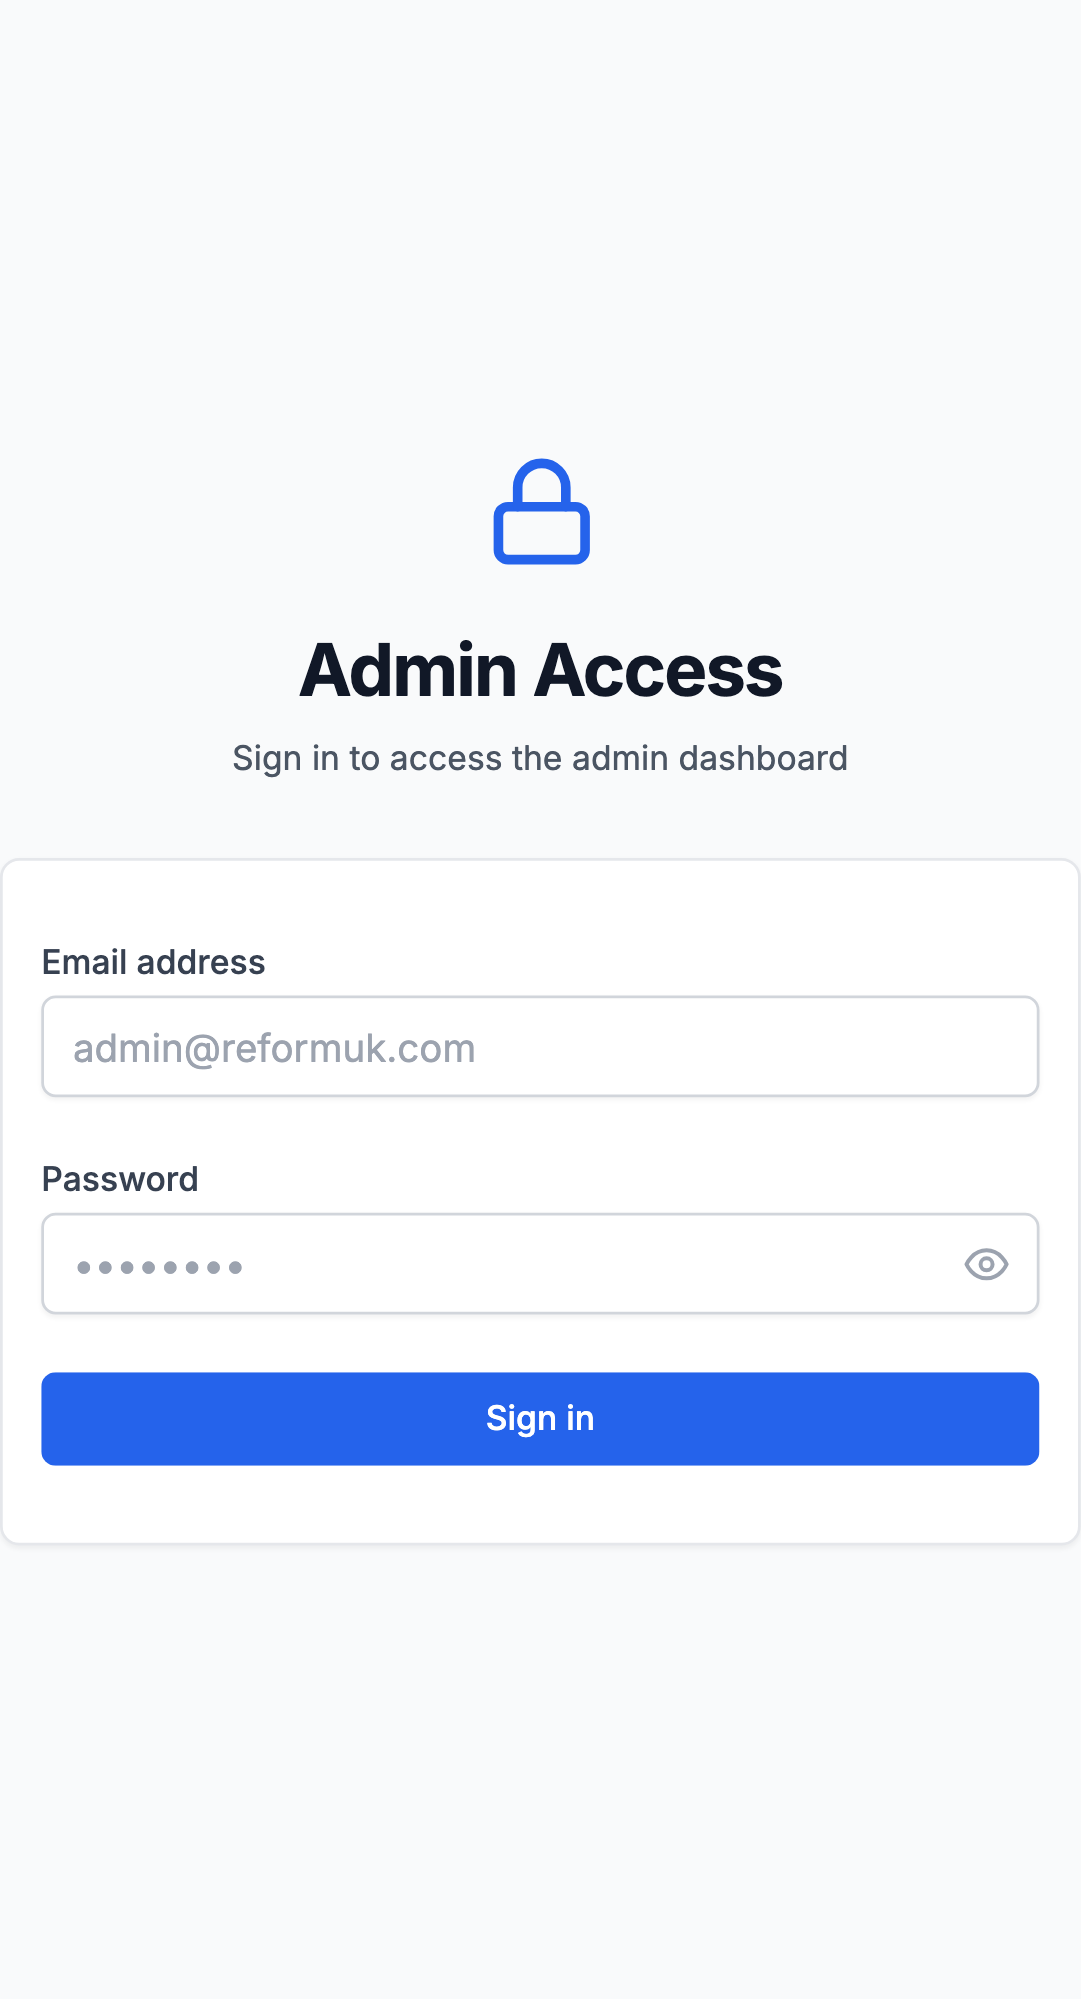 Admin Access
Sign in to access the admin dashboard
Email address
admin@reformuk.com
Password
••••••••
Sign in